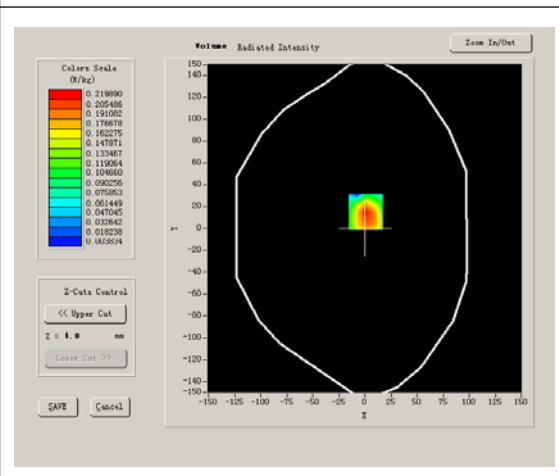 Volume Radiated Intensity
Zoom In/Out
Colors Scale
(W/kg)
0.219890
0.205486
0.191082
0.176678
0.162275
0.147871
0.133467
0.119064
0.104660
0.090256
0.075853
0.061449
0.047045
0.032642
0.018238
0.003834
Z-Cuts Control
<< Upper Cut
Z = 4.0 mm
Lower Cut >>
SAVE
Cancel
150
140
120
100
80
60
40
20
0
-20
-40
-60
-80
-100
-120
-140
-150
Y
-150 -125 -100 -75 -50 -25 0 25 50 75 100 125 150
X